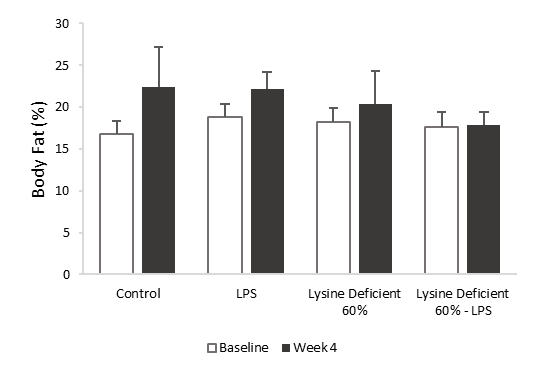 30
25
20
15
10
5
0
Body Fat (%)
Control
LPS
Lysine Deficient
60%
Lysine Deficient
60% - LPS
Baseline
Week 4